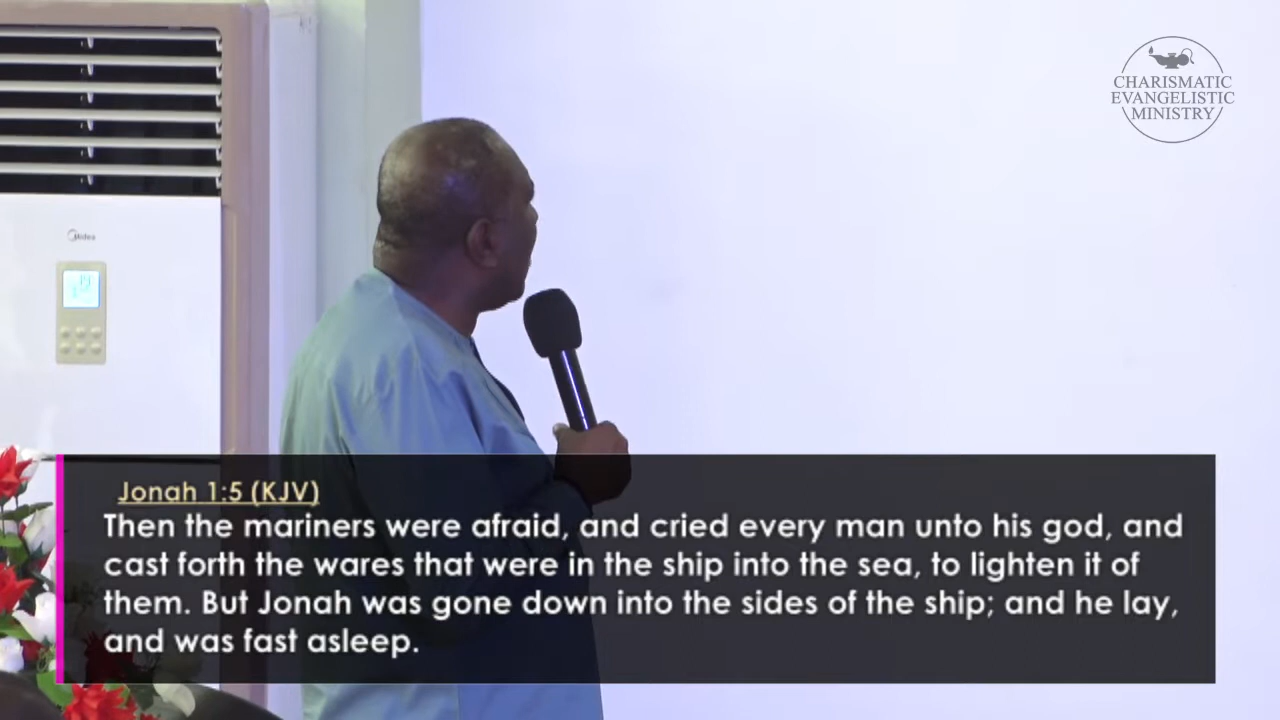 CHARISMATIC
EVANGELISTIC
MINISTRY
Midea
Jonah 1:5 (KJV)
Then the mariners were afraid, and cried every man unto his god, and
cast forth the wares that were in the ship into the sea, to lighten it of
them. But Jonah was gone down into the sides of the ship; and he lay,
and was fast asleep.